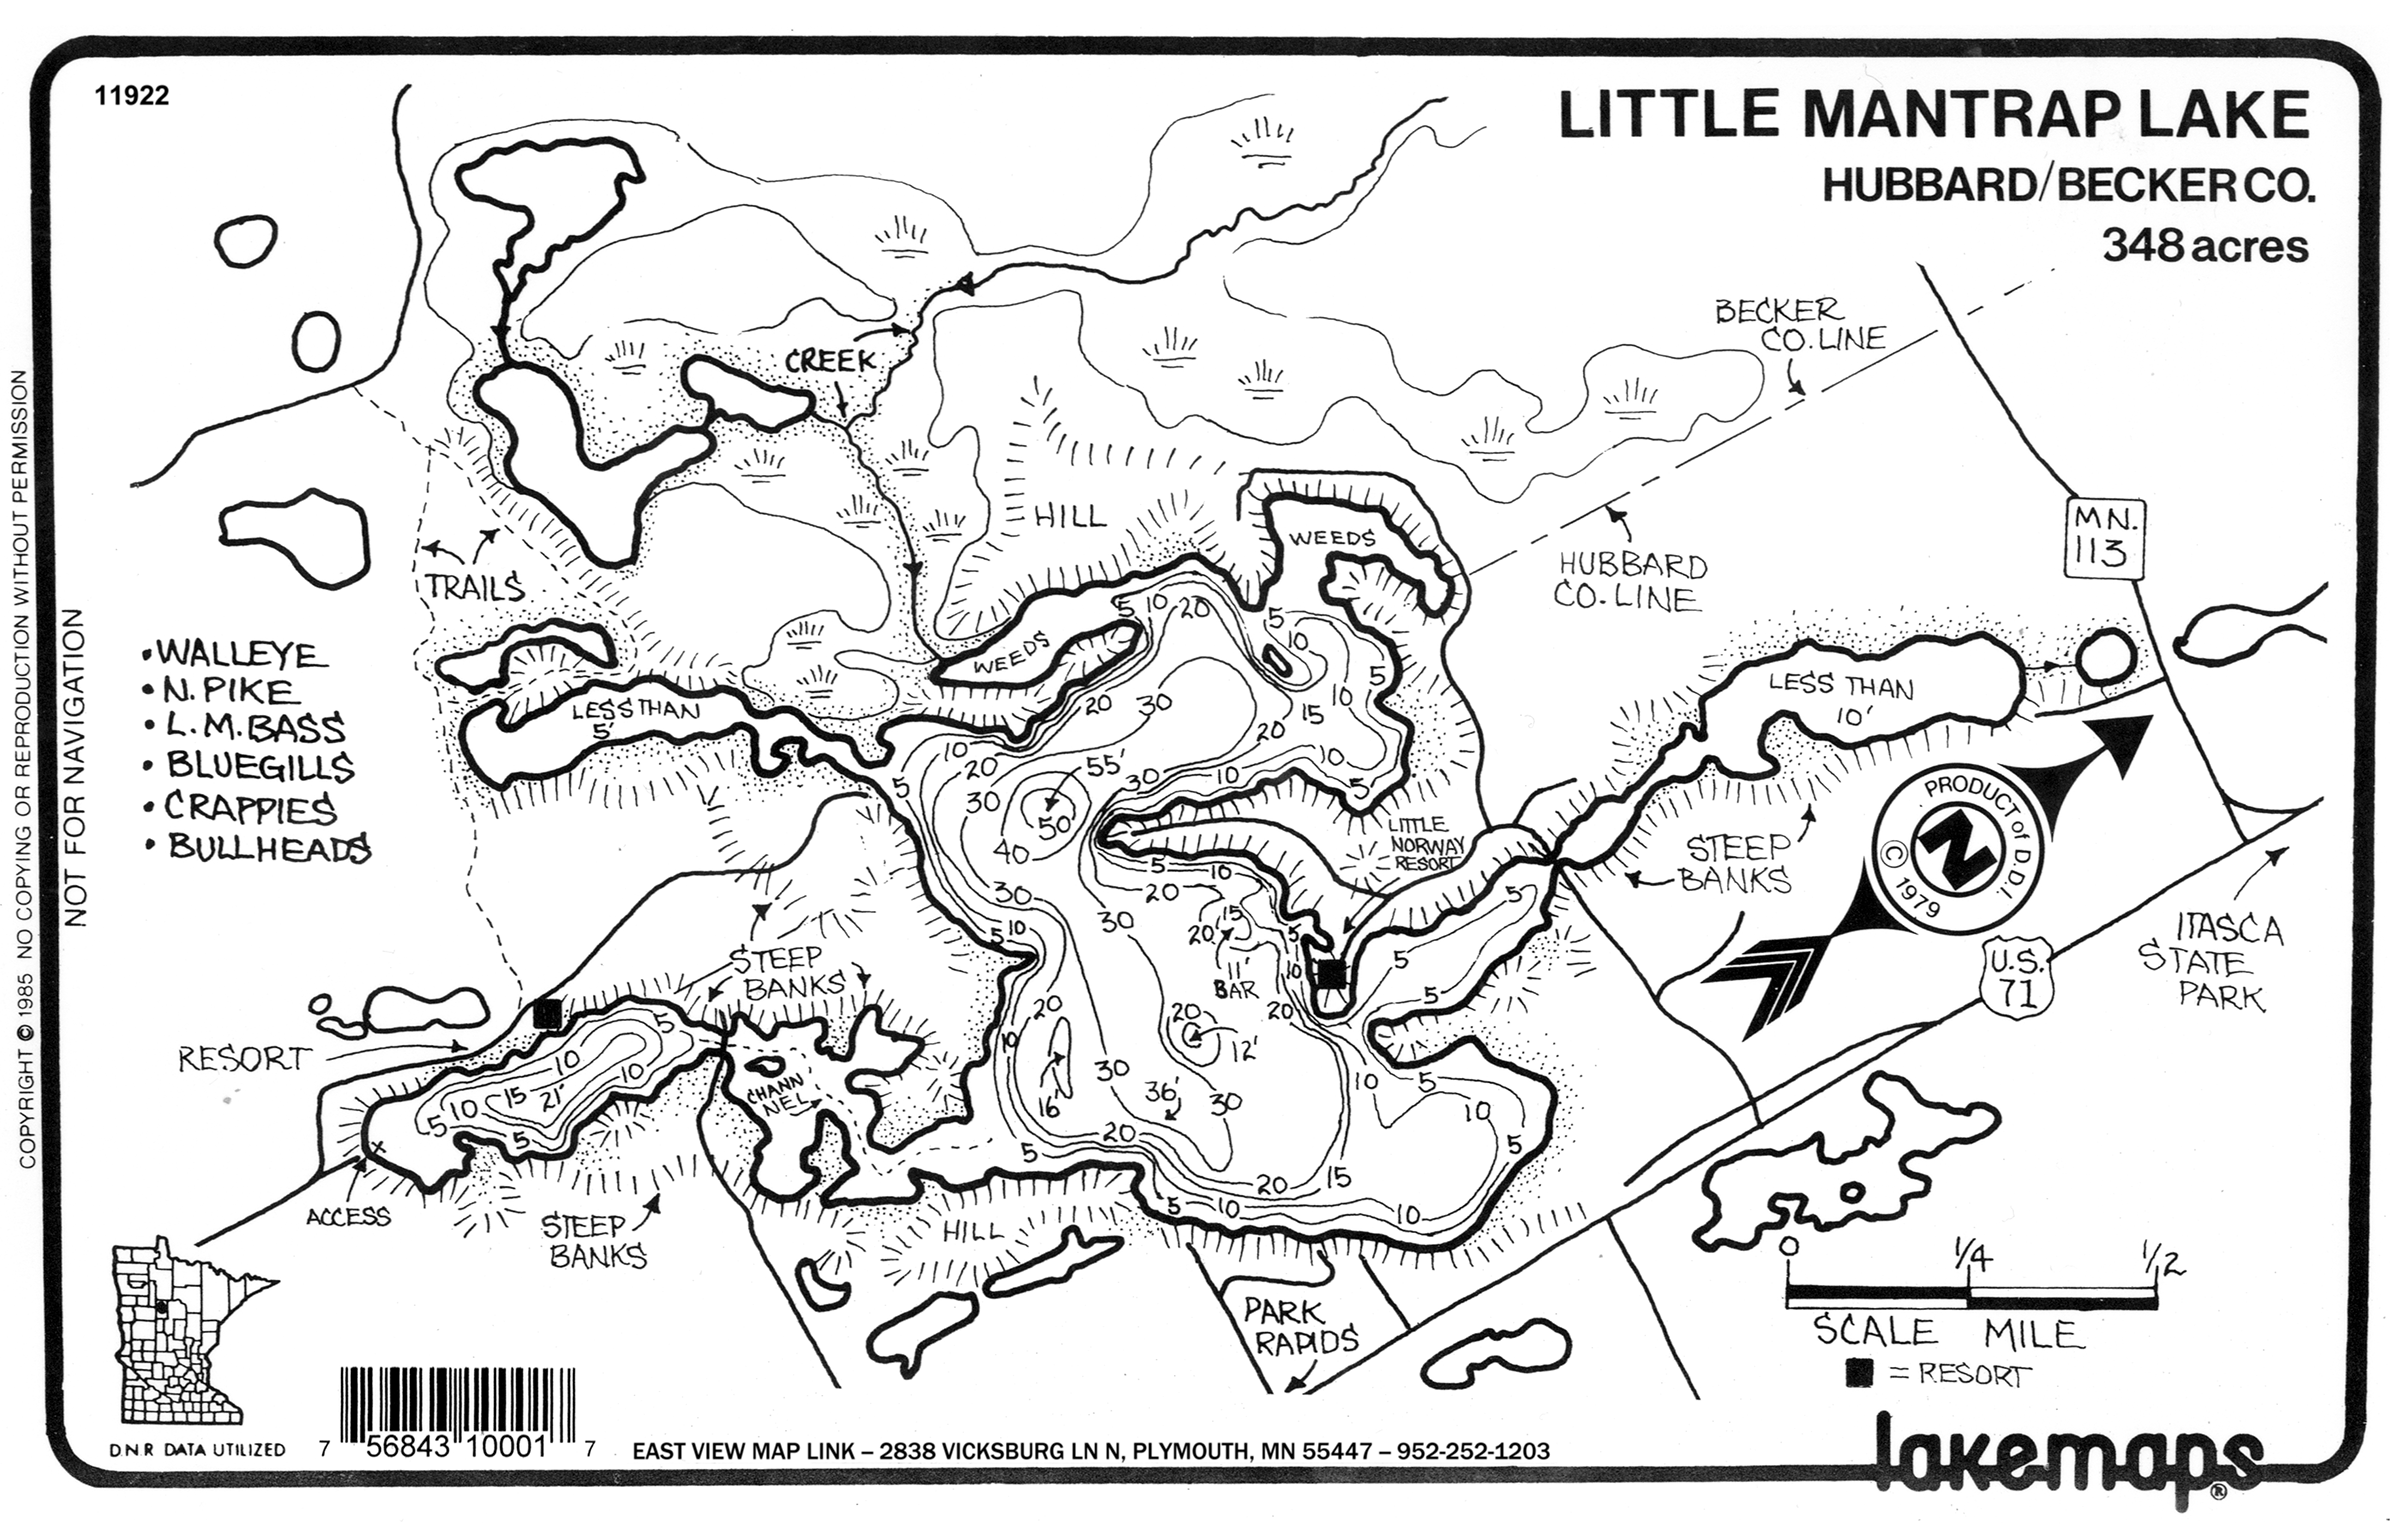 11922
LITTLE MANTRAP LAKE
HUBBARD/BECKER CO.
348 acres
BECKER
CO. LINE
CREEK
HILL
WEEDS
MN.
113
HUBBARD
CO. LINE
TRAILS
•WALLEYE
•N. PIKE
•L.M. BASS
•BLUEGILLS
•CRAPPIES
•BULLHEADS
NOT FOR NAVIGATION
COPYRIGHT © 1985 NO COPYING OR REPRODUCTION WITHOUT PERMISSION
5 10 20
5
10
WEEDS
LESS THAN
5'
LESS THAN
10'
5
10
15
20
20 30
10
20
30
40
55'
50
30 10
10
5
5
LITTLE
NORWAY
RESORT
STEEP
BANKS
PRODUCT of D.D.I.
© 1979
N
ITASCA
STATE
PARK
U.S.
71
5
10
20
30
15
20
11'
BAR
5
10
20
5
5
5
30
5 10
STEEP
BANKS
RESORT
5
10
10
15
21'
10
5
5
CHANN
NEL
20
10
16'
30
36'
30
20
12'
10
5
10
5
20
5
20
15
5 10
10
ACCESS
STEEP
BANKS
HILL
PARK
RAPIDS
0 1/4 1/2
SCALE MILE
= RESORT
DNR DATA UTILIZED
7 56843 10001 7
EAST VIEW MAP LINK – 2838 VICKSBURG LN N, PLYMOUTH, MN 55447 – 952-252-1203
lakemaps®